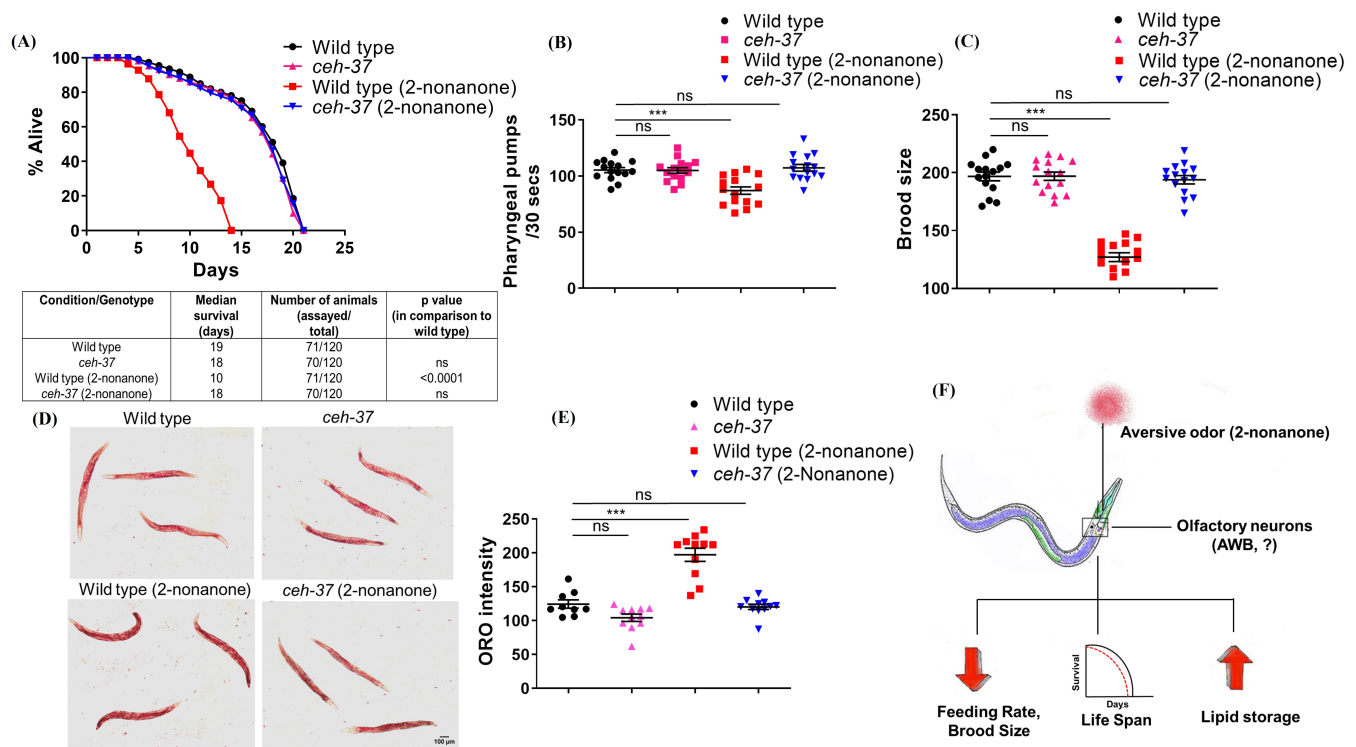 (A)
Wild type
ceh-37
Wild type (2-nonanone)
ceh-37 (2-nonanone)
100
80
60
40
20
0
% Alive
0 5 10 15 20 25
Days
Condition/Genotype Median survival (days) Number of animals (assayed/ total) p value (in comparison to wild type)
Wild type 19 71/120
ceh-37 18 70/120 ns
Wild type (2-nonanone) 10 71/120 <0.0001
ceh-37 (2-nonanone) 18 70/120 ns
(B)
Wild type
ceh-37
Wild type (2-nonanone)
ceh-37 (2-nonanone)
ns
***
ns
150
100
50
0
Pharyngeal pumps
/30 secs
(C)
Wild type
ceh-37
Wild type (2-nonanone)
ceh-37 (2-nonanone)
ns
***
ns
250
200
150
100
Brood size
(D)
Wild type
ceh-37
Wild type (2-nonanone)
ceh-37 (2-nonanone)
100 µm
(E)
Wild type
ceh-37
Wild type (2-nonanone)
ceh-37 (2-Nonanone)
ns
***
ns
250
200
150
100
50
0
ORO intensity
(F)
Aversive odor (2-nonanone)
Olfactory neurons
(AWB, ?)
Survival
Days
Feeding Rate,
Brood Size
Life Span
Lipid storage